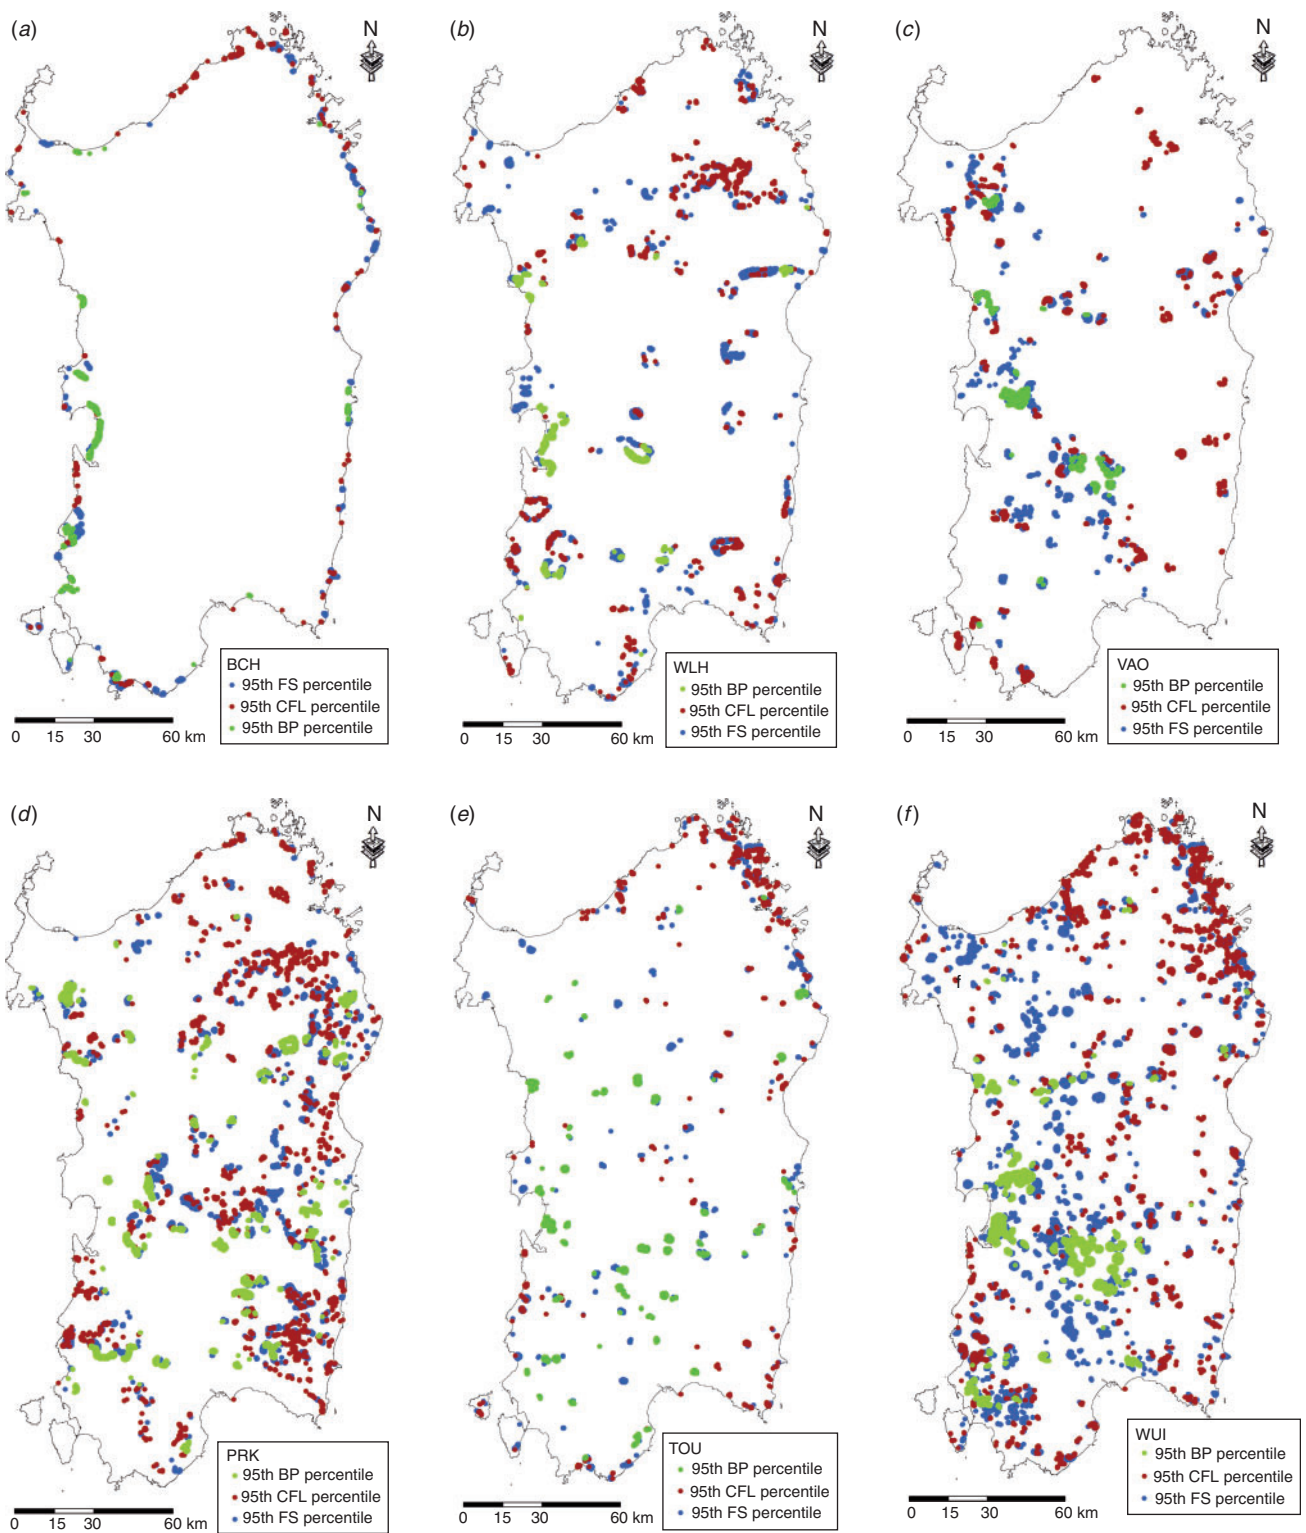 (a)
N
BCH
95th FS percentile
95th CFL percentile
95th BP percentile
0 15 30 60 km
(b)
N
WLH
95th BP percentile
95th CFL percentile
95th FS percentile
0 15 30 60 km
(c)
N
VAO
95th BP percentile
95th CFL percentile
95th FS percentile
0 15 30 60 km
(d)
N
PRK
95th BP percentile
95th CFL percentile
95th FS percentile
0 15 30 60 km
(e)
N
TOU
95th BP percentile
95th CFL percentile
95th FS percentile
0 15 30 60 km
(f)
N
f
WUI
95th BP percentile
95th CFL percentile
95th FS percentile
0 15 30 60 km